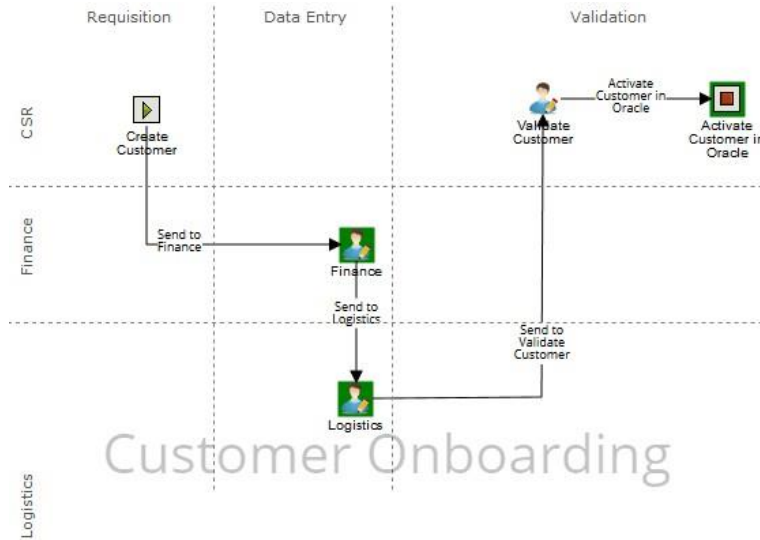 Requisition
Data Entry
Validation
CSR
Create
Customer
Validate
Customer
Activate
Customer in
Oracle
Activate
Customer in
Oracle
Finance
Send to
Finance
Finance
Send to
Logistics
Send to
Validate
Customer
Logistics
Customer Onboarding
Logistics